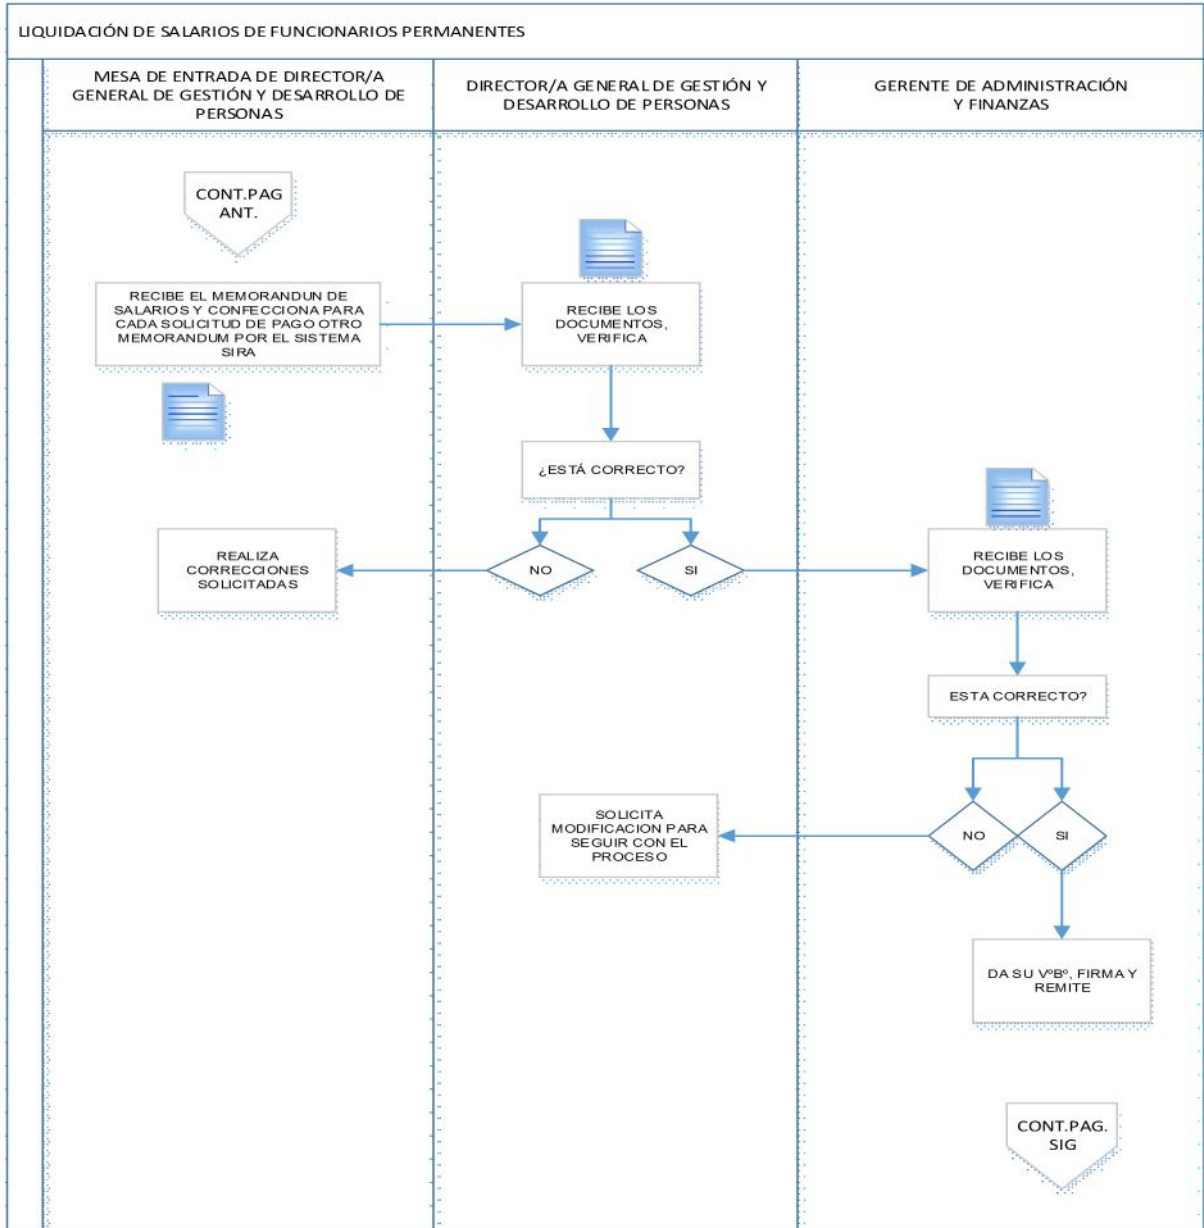 LIQUIDACIÓN DE SALARIOS DE FUNCIONARIOS PERMANENTES
MESA DE ENTRADA DE DIRECTOR/A
GENERAL DE GESTIÓN Y DESARROLLO DE
PERSONAS
DIRECTOR/A GENERAL DE GESTIÓN Y
DESARROLLO DE PERSONAS
GERENTE DE ADMINISTRACIÓN
Y FINANZAS
CONT.PAG
ANT.
RECIBE EL MEMORANDUN DE
SALARIOS Y CONFECCIONA PARA
CADA SOLICITUD DE PAGO OTRO
MEMORANDUM POR EL SISTEMA
SIRA
RECIBE LOS
DOCUMENTOS,
VERIFICA
¿ESTÁ CORRECTO?
REALIZA
CORRECCIONES
SOLICITADAS
NO
SI
RECIBE LOS
DOCUMENTOS,
VERIFICA
ESTA CORRECTO?
SOLICITA
MODIFICACION PARA
SEGUIR CON EL
PROCESO
NO
SI
DA SU VºBº, FIRMA Y
REMITE
CONT.PAG.
SIG